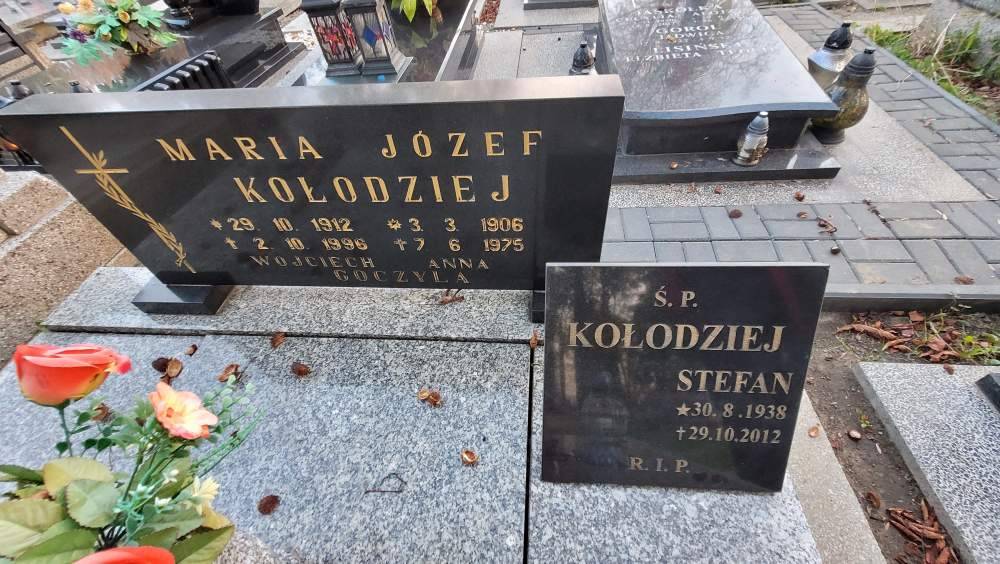 MARIA JÓZEF
KOŁODZIEJ
* 29. 10. 1912 * 3. 3. 1906
† 2. 10. 1996 † 7. 6. 1975
WOJCIECH ANNA
GOCZYŁA
Ś. P.
KOŁODZIEJ
STEFAN
★30. 8. 1938
†29.10.2012
R. I. P.
ELŻBIETA